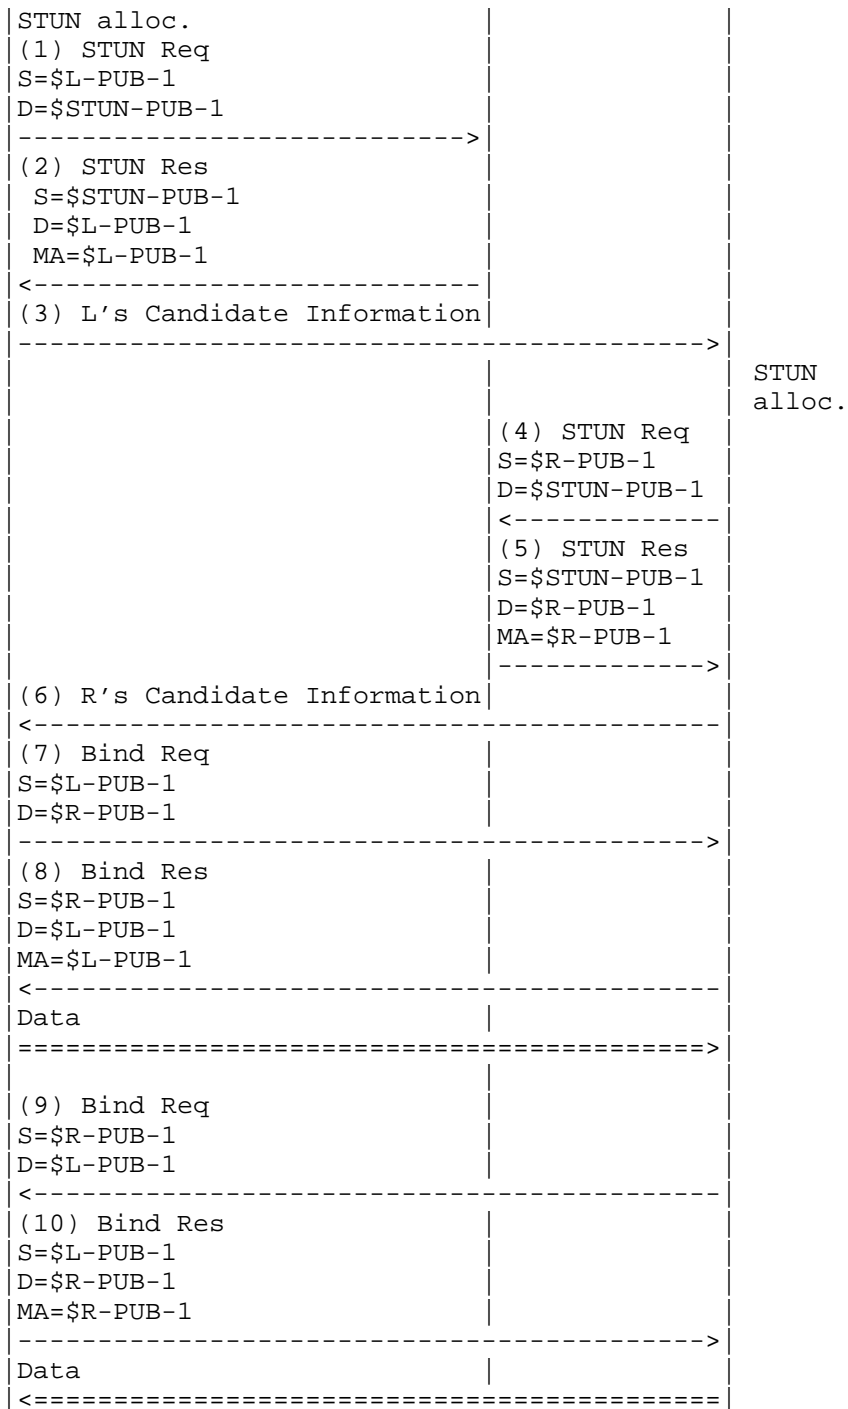 |STUN alloc.                  |              |
|(1) STUN Req                 |              |
|S=$L-PUB-1                   |              |
|D=$STUN-PUB-1                |              |
|---------------------------->|              |
|(2) STUN Res                 |              |
| S=$STUN-PUB-1               |              |
| D=$L-PUB-1                  |              |
| MA=$L-PUB-1                 |              |
|<----------------------------|              |
|(3) L's Candidate Information|              |
|------------------------------------------->|
|                             |              | STUN
|                             |              | alloc.
|                             |(4) STUN Req  |
|                             |S=$R-PUB-1    |
|                             |D=$STUN-PUB-1 |
|                             |<-------------|
|                             |(5) STUN Res  |
|                             |S=$STUN-PUB-1 |
|                             |D=$R-PUB-1    |
|                             |MA=$R-PUB-1   |
|                             |------------->|
|(6) R's Candidate Information|              |
|<-------------------------------------------|
|(7) Bind Req                 |              |
|S=$L-PUB-1                   |              |
|D=$R-PUB-1                   |              |
|------------------------------------------->|
|(8) Bind Res                 |              |
|S=$R-PUB-1                   |              |
|D=$L-PUB-1                   |              |
|MA=$L-PUB-1                  |              |
|<-------------------------------------------|
|Data                         |              |
|===========================================>|
|                             |              |
|(9) Bind Req                 |              |
|S=$R-PUB-1                   |              |
|D=$L-PUB-1                   |              |
|<-------------------------------------------|
|(10) Bind Res                |              |
|S=$L-PUB-1                   |              |
|D=$R-PUB-1                   |              |
|MA=$R-PUB-1                  |              |
|------------------------------------------->|
|Data                         |              |
|<===========================================|